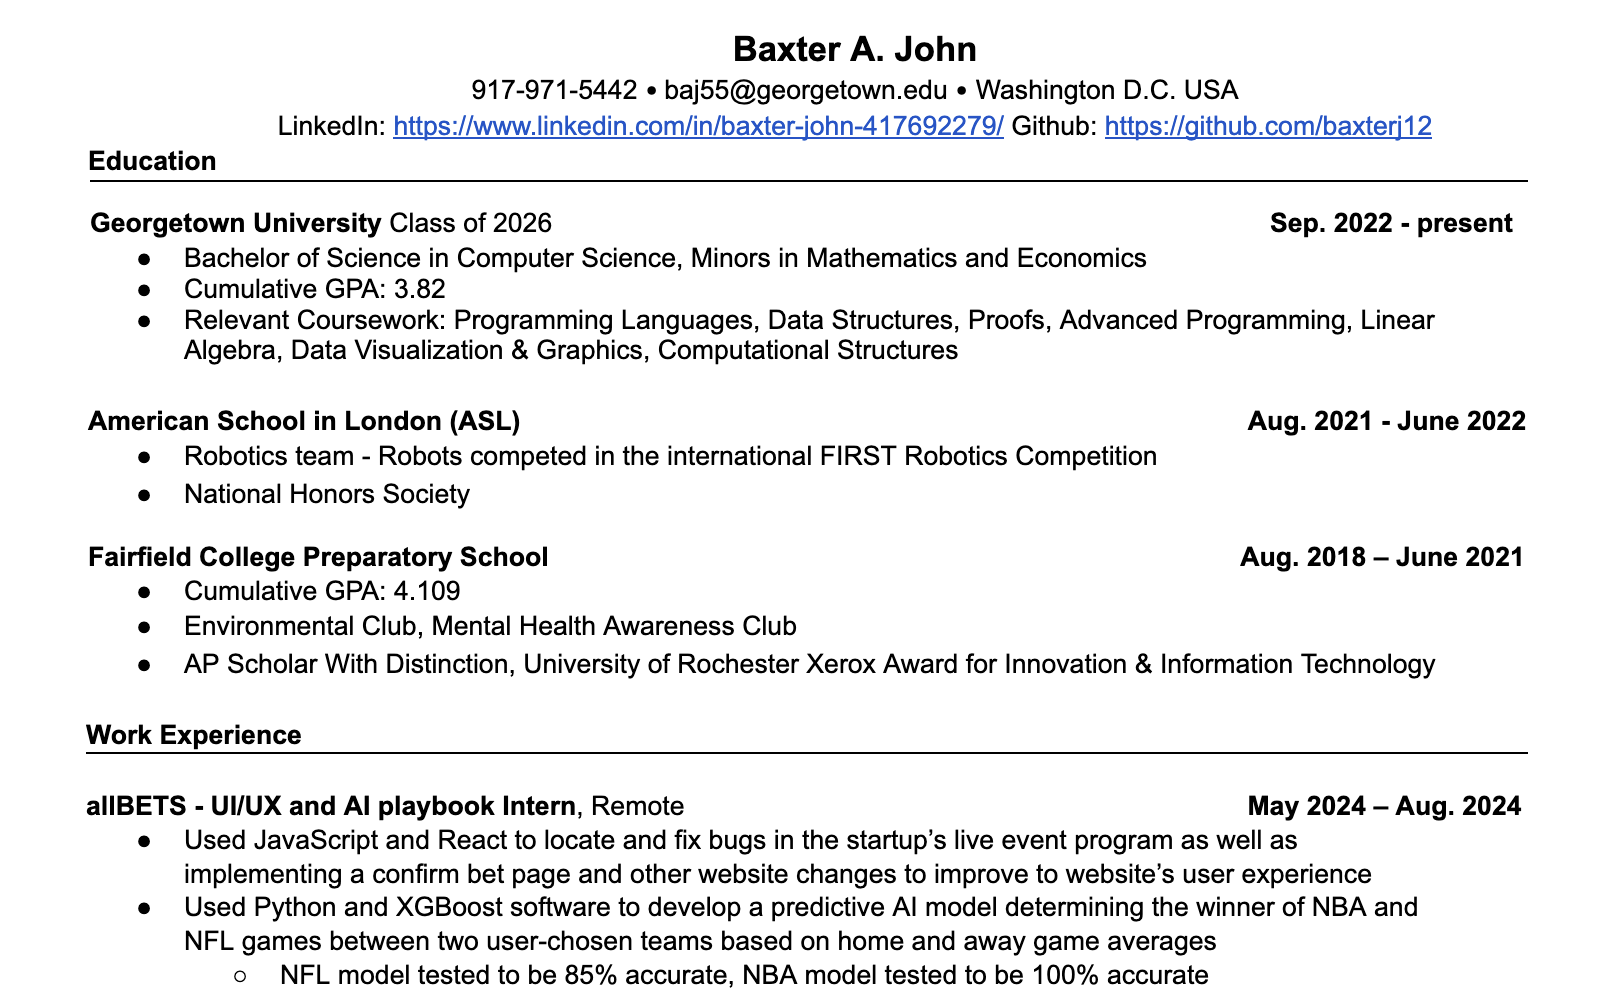 Baxter A. John
917-971-5442 • baj55@georgetown.edu • Washington D.C. USA
LinkedIn: https://www.linkedin.com/in/baxter-john-417692279/ Github: https://github.com/baxterj12
Education
Georgetown University Class of 2026 Sep. 2022 - present
● Bachelor of Science in Computer Science, Minors in Mathematics and Economics
● Cumulative GPA: 3.82
● Relevant Coursework: Programming Languages, Data Structures, Proofs, Advanced Programming, Linear
Algebra, Data Visualization & Graphics, Computational Structures
American School in London (ASL) Aug. 2021 - June 2022
● Robotics team - Robots competed in the international FIRST Robotics Competition
● National Honors Society
Fairfield College Preparatory School Aug. 2018 – June 2021
● Cumulative GPA: 4.109
● Environmental Club, Mental Health Awareness Club
● AP Scholar With Distinction, University of Rochester Xerox Award for Innovation & Information Technology
Work Experience
allBETS - UI/UX and AI playbook Intern, Remote May 2024 – Aug. 2024
● Used JavaScript and React to locate and fix bugs in the startup’s live event program as well as
implementing a confirm bet page and other website changes to improve to website’s user experience
● Used Python and XGBoost software to develop a predictive AI model determining the winner of NBA and
NFL games between two user-chosen teams based on home and away game averages
○ NFL model tested to be 85% accurate, NBA model tested to be 100% accurate